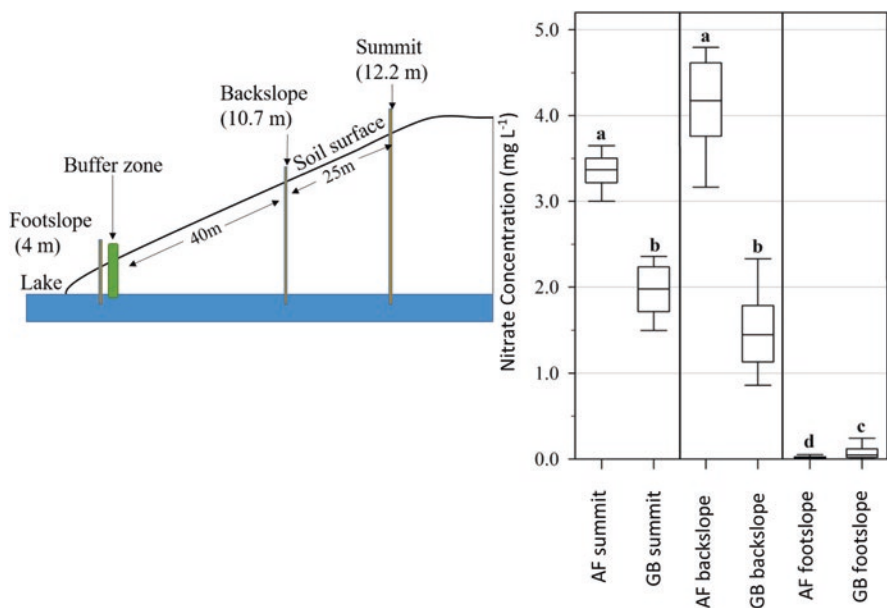 Summit
(12.2 m)
Backslope
(10.7 m)
Soil surface
25m
Buffer zone
40m
Footslope
(4 m)
Lake
Nitrate Concentration (mg L⁻¹)
5.0
4.0
3.0
2.0
1.0
0.0
a
b
a
b
d
c
AF summit
GB summit
AF backslope
GB backslope
AF footslope
GB footslope